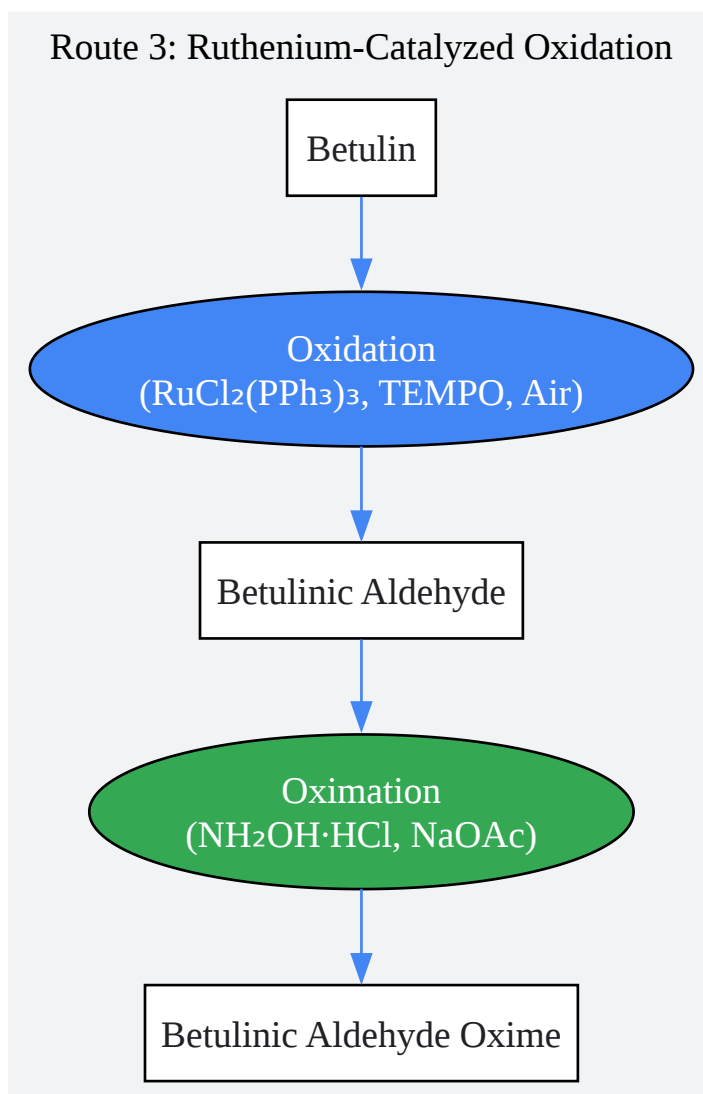 Route 3: Ruthenium-Catalyzed Oxidation
Betulin
Oxidation
(RuCl₂(PPh₃)₃, TEMPO, Air)
Betulinic Aldehyde
Oximation
(NH₂OH·HCl, NaOAc)
Betulinic Aldehyde Oxime